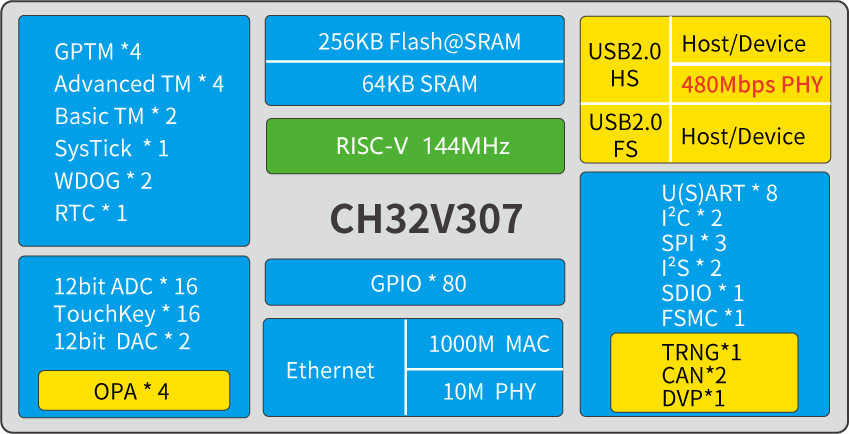 GPTM *4
Advanced TM * 4
Basic TM * 2
SysTick * 1
WDOG * 2
RTC * 1
12bit ADC * 16
TouchKey * 16
12bit DAC * 2
OPA * 4
256KB Flash@SRAM
64KB SRAM
RISC-V 144MHz
CH32V307
GPIO * 80
Ethernet
1000M MAC
10M PHY
USB2.0
HS
Host/Device
480Mbps PHY
USB2.0
FS
Host/Device
U(S)ART * 8
I²C * 2
SPI * 3
I²S * 2
SDIO * 1
FSMC *1
TRNG*1
CAN*2
DVP*1